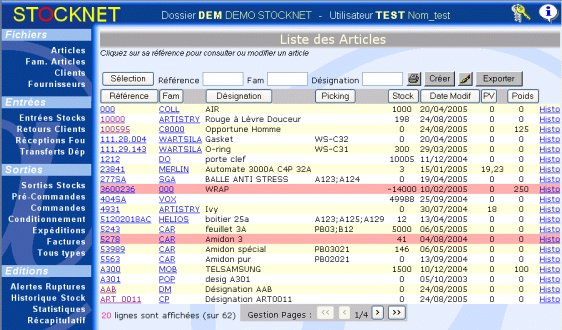 STOCKNET
Dossier DEM DEMO STOCKNET - Utilisateur TEST Nom_test
Fichiers
Articles
Fam. Articles
Clients
Fournisseurs
Entrées
Entrées Stocks
Retours Clients
Réceptions Fou
Transferts Dép
Sorties
Sorties Stocks
Pré-Commandes
Commandes
Conditionnement
Expéditions
Factures
Tous types
Editions
Alertes Ruptures
Historique Stock
Statistiques
Récapitulatif
Liste des Articles
Cliquez sur sa référence pour consulter ou modifier un article
Sélection Référence Fam Désignation Créer Exporter
Référence Fam Désignation Picking Stock Date Modif PV Poids
000 COLL AIR 1000 20/04/2005 0 0 Histo
10000 ARTISTRY Rouge à Lèvre Douceur 198 24/08/2005 0 0 Histo
100595 C8000 Opportune Homme 0 24/08/2005 0 125 Histo
111.28.004 WARTSILA Gasket WS-C32 0 24/08/2005 0 0 Histo
111.29.143 WARTSILA O-ring WS-C31 300 29/03/2005 0 0 Histo
1212 DO porte clef 10005 11/12/2004 0 0 Histo
23841 MERLIN Automate 3000A C4P 32A 3 15/01/2005 19,23 0 Histo
277SA SGA BALLE ANTI STRESS A123;A124 0 19/04/2005 0 0 Histo
3600236 000 WRAP -14000 10/02/2005 0 250 Histo
404SA VOX 49988 25/09/2004 0 0 Histo
4931 ARTISTRY Ivy 0 30/07/2004 18 0 Histo
51202018AC HELIOS boitier 25a A123;A125;A129 12 13/10/2004 0 0 Histo
5243 CAR feuillet 3A PB03;B12 5000 06/05/2005 0 0 Histo
5278 CAR Amidon 3 41 04/08/2004 0 0 Histo
53989 CAR Amidon spécial PB03021 146 06/05/2005 0 0 Histo
5563 CAR Amidon pur PB02021 0 13/09/2004 0 0 Histo
A300 MOB TELSAMSUNG 1500 10/12/2004 0 100 Histo
A301 POP desig A301 0 05/10/2003 0 0 Histo
AAB DM Désignation AAB 0 24/10/2003 0 0 Histo
ART 0011 CP Désignation ART0011 0 24/08/2005 0 0 Histo
20 lignes sont affichées (sur 62) Gestion Pages : << < 1/4 > >>